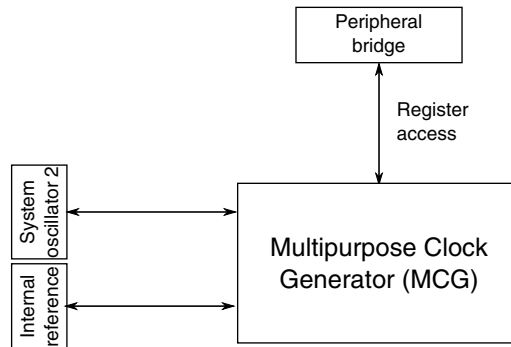 Peripheral
bridge
Register
access
System
oscillator 2
Multipurpose Clock
Generator (MCG)
Internal
reference